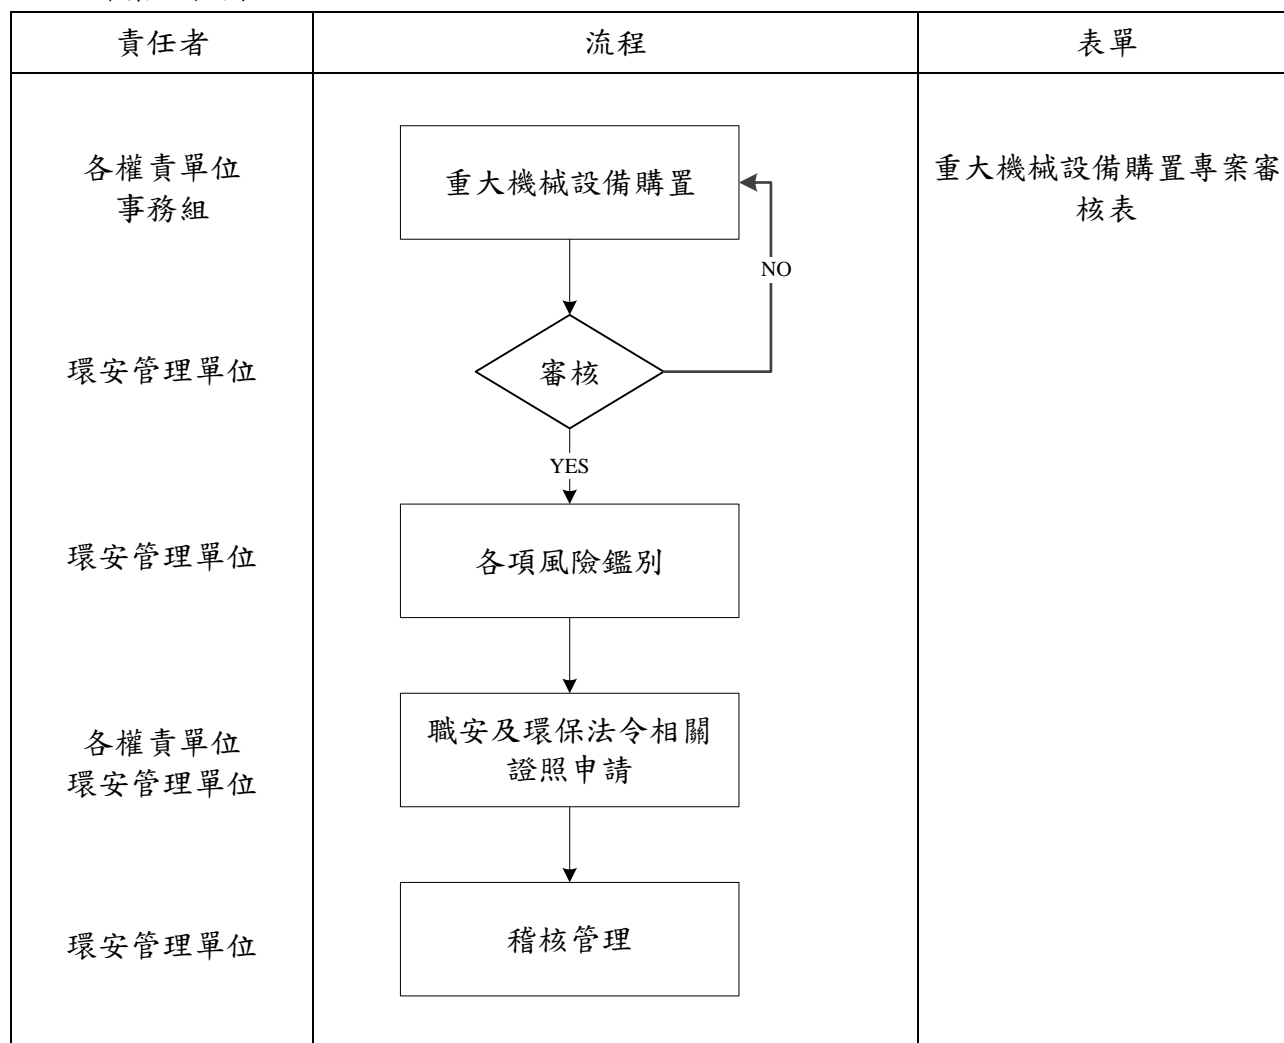 責任者
流程
表單
各權責單位
事務組
重大機械設備購置
重大機械設備購置專案審
核表
NO
環安管理單位
審核
YES
環安管理單位
各項風險鑑別
各權責單位
環安管理單位
職安及環保法令相關
證照申請
環安管理單位
稽核管理